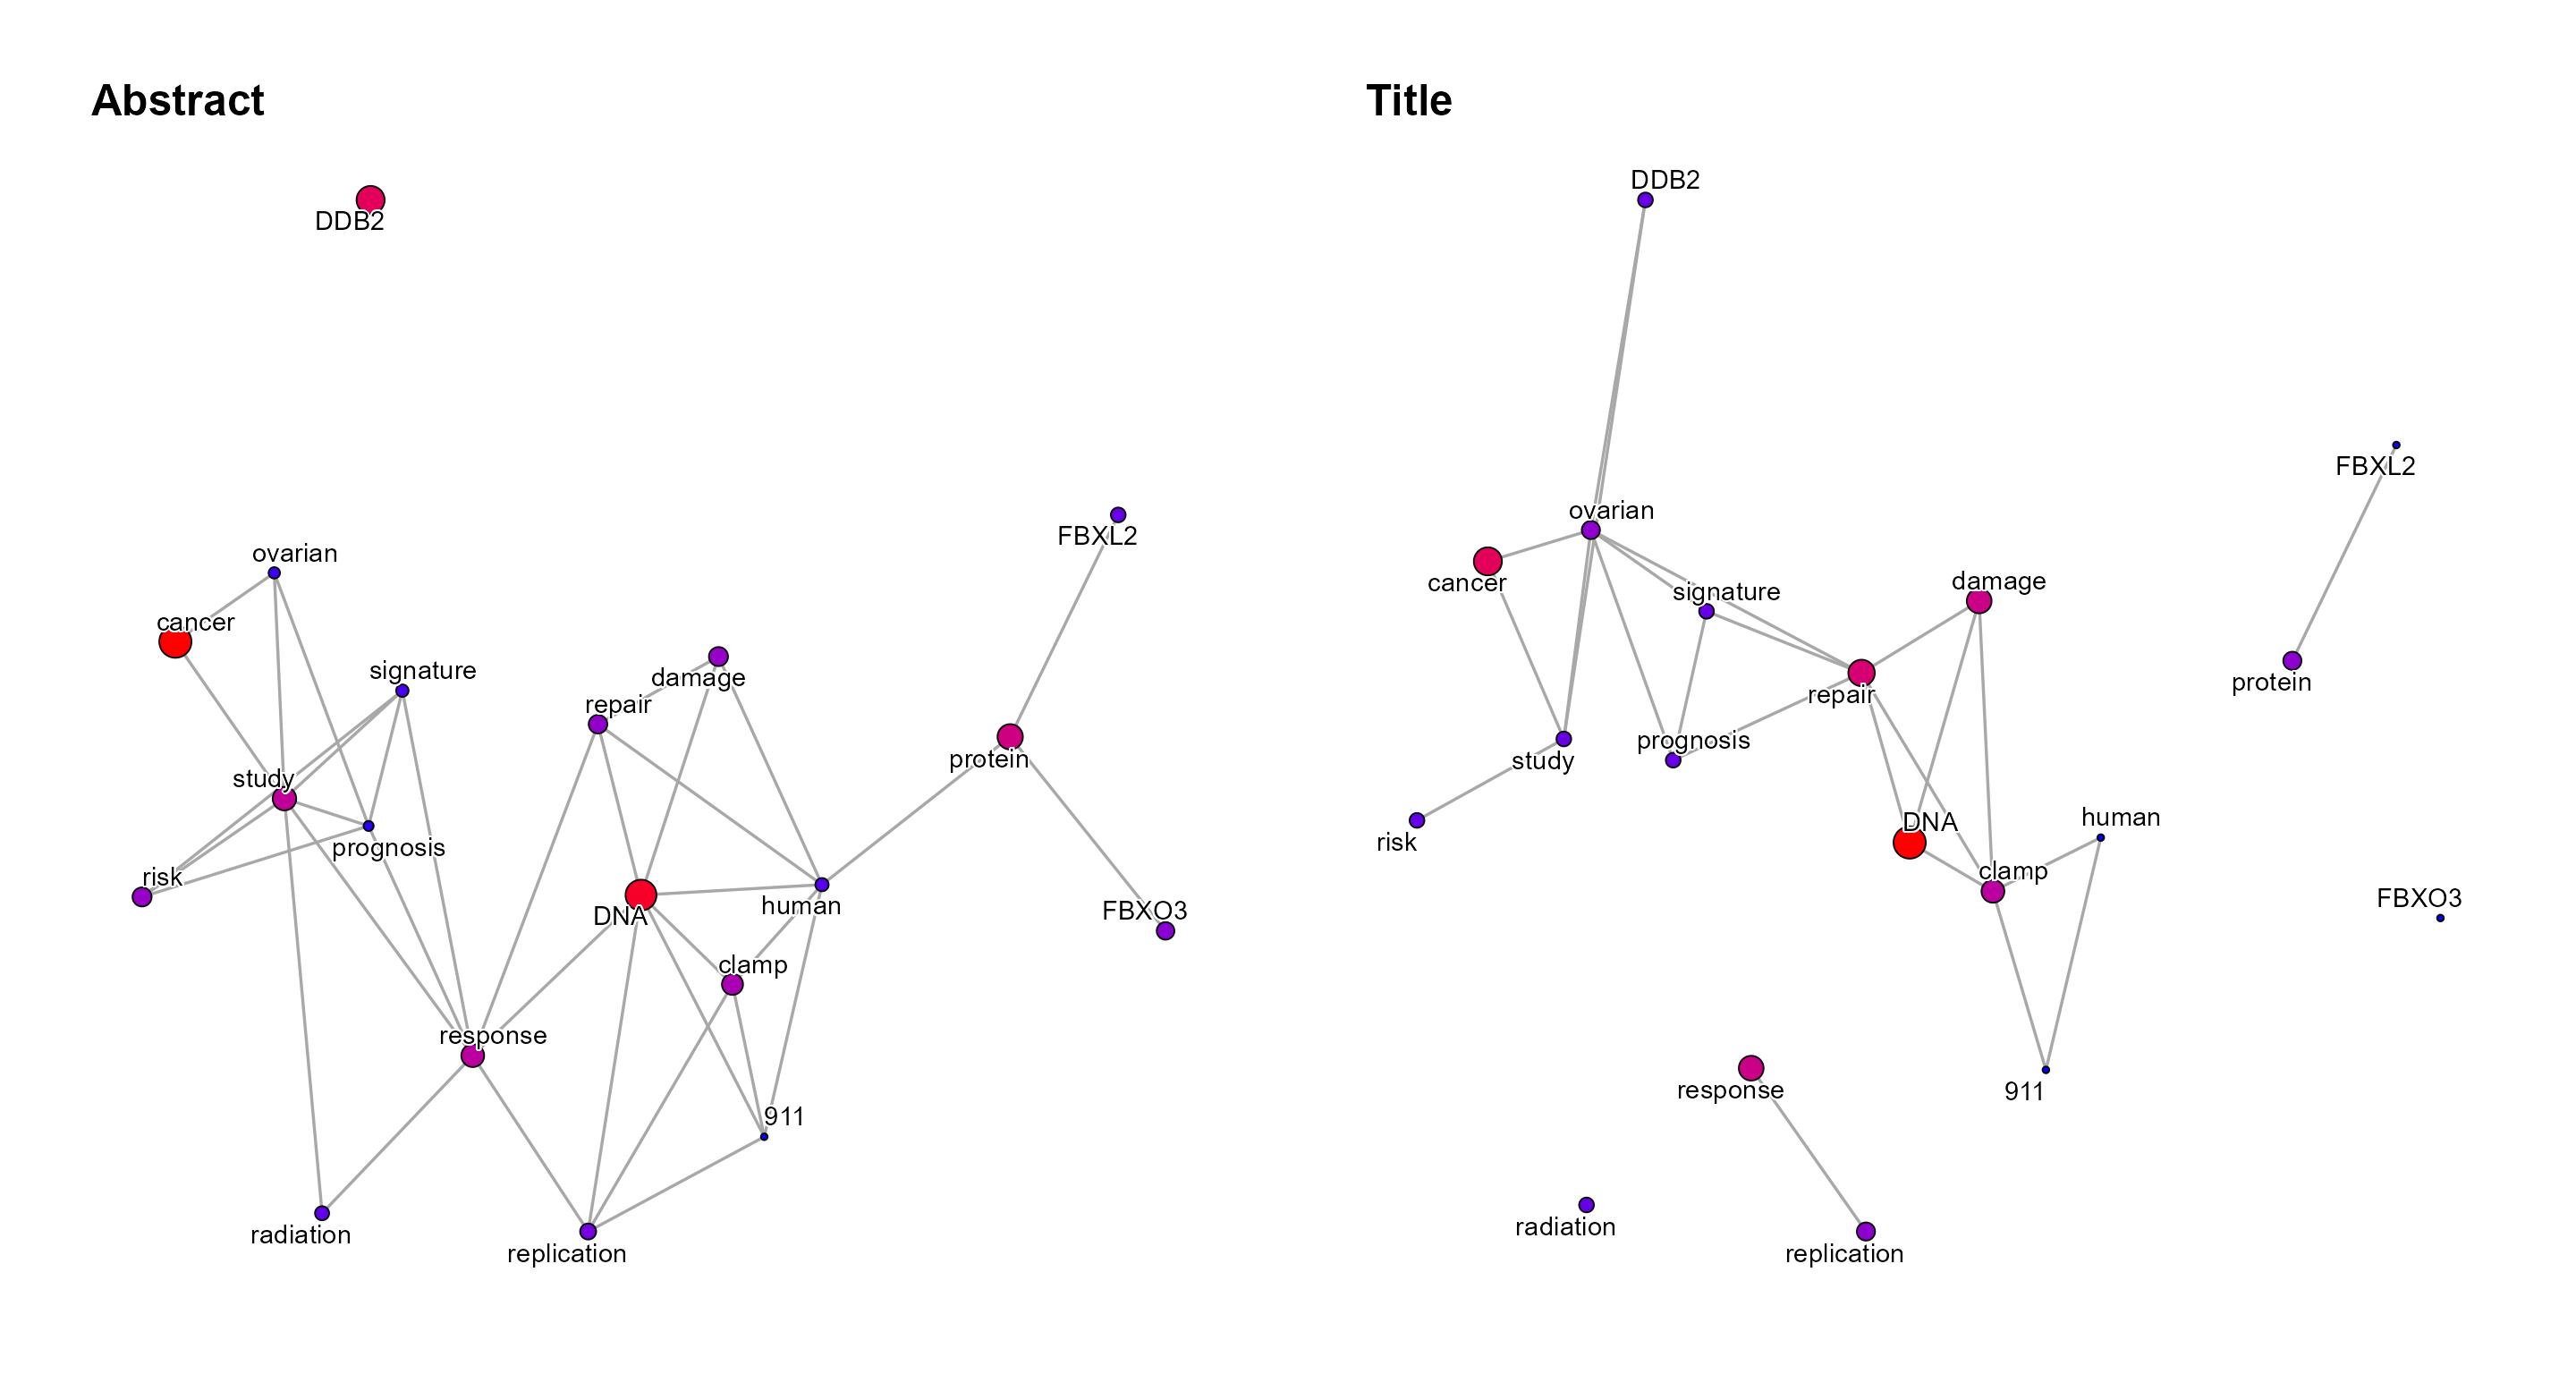 Abstract
DDB2
FBXL2
ovarian
cancer
signature
damage
repair
protein
study
prognosis
risk
human
DNA
FBXO3
clamp
response
911
radiation
replication
Title
DDB2
FBXL2
ovarian
cancer
signature
damage
protein
repair
prognosis
study
human
DNA
risk
clamp
FBXO3
response
911
radiation
replication